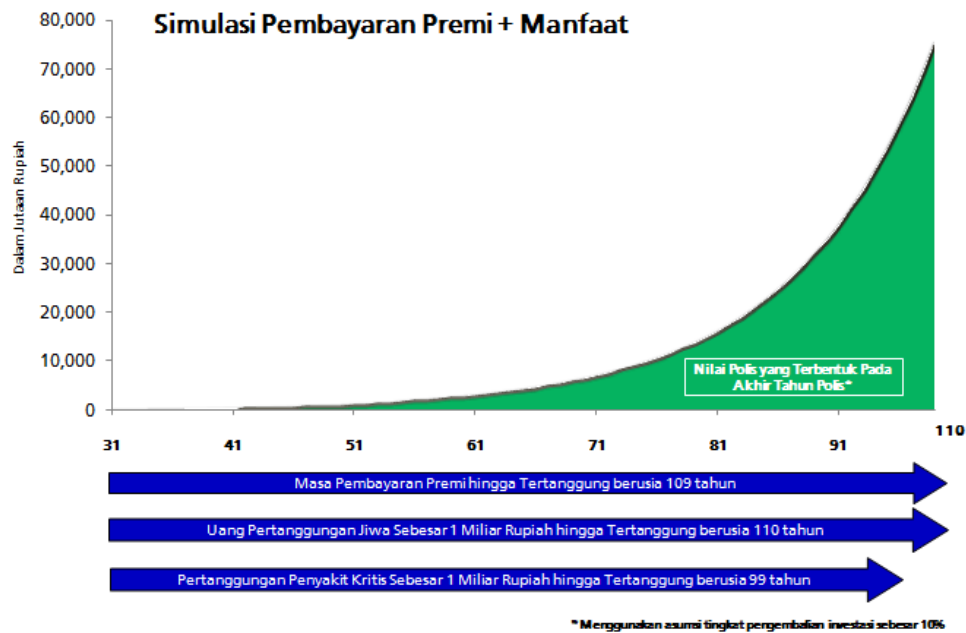 Simulasi Pembayaran Premi + Manfaat
Dalam Jutaan Rupiah
80,000
70,000
60,000
50,000
40,000
30,000
20,000
10,000
0
Nilai Polis yang Terbentuk Pada
Akhir Tahun Polis*
31 41 51 61 71 81 91 110
Masa Pembayaran Premi hingga Tertanggung berusia 109 tahun
Uang Pertanggungan Jiwa Sebesar 1 Miliar Rupiah hingga Tertanggung berusia 110 tahun
Pertanggungan Penyakit Kritis Sebesar 1 Miliar Rupiah hingga Tertanggung berusia 99 tahun
* Menggunakan asumsi tingkat pengembalian investasi sebesar 10%